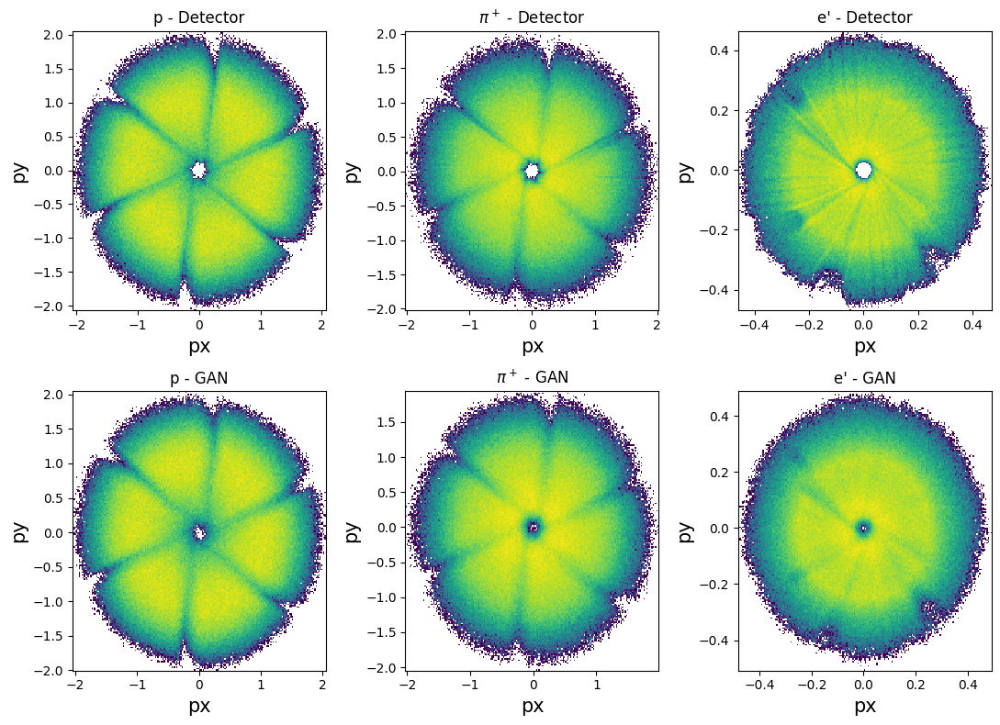 p - Detector
π⁺ - Detector
e' - Detector
2.0
1.5
1.0
0.5
0.0
−0.5
−1.0
−1.5
−2.0
py
−2 −1 0 1 2
px
2.0
1.5
1.0
0.5
0.0
−0.5
−1.0
−1.5
−2.0
py
−2 −1 0 1 2
px
0.4
0.2
0.0
−0.2
−0.4
py
−0.4 −0.2 0.0 0.2 0.4
px
p - GAN
π⁺ - GAN
e' - GAN
2.0
1.5
1.0
0.5
0.0
−0.5
−1.0
−1.5
−2.0
py
−2 −1 0 1 2
px
1.5
1.0
0.5
0.0
−0.5
−1.0
−1.5
−2.0
py
−2 −1 0 1
px
0.4
0.2
0.0
−0.2
−0.4
py
−0.4 −0.2 0.0 0.2 0.4
px